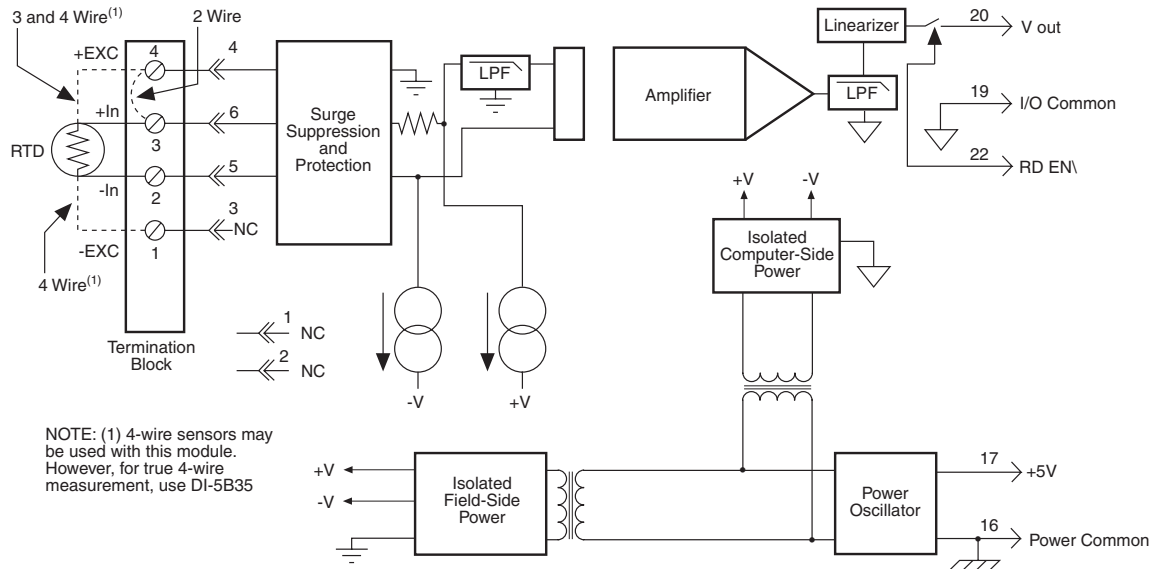 3 and 4 Wire(1)
2 Wire
+EXC
4
4
+In
3
6
RTD
-In
2
5
3
NC
-EXC
1
4 Wire(1)
Termination
Block
1
NC
2
NC
Surge
Suppression
and
Protection
LPF
-V
+V
Amplifier
Linearizer
LPF
20
V out
19
I/O Common
22
RD EN\
+V
-V
Isolated
Computer-Side
Power
NOTE: (1) 4-wire sensors may
be used with this module.
However, for true 4-wire
measurement, use DI-5B35
+V
-V
Isolated
Field-Side
Power
Power
Oscillator
17
+5V
16
Power Common